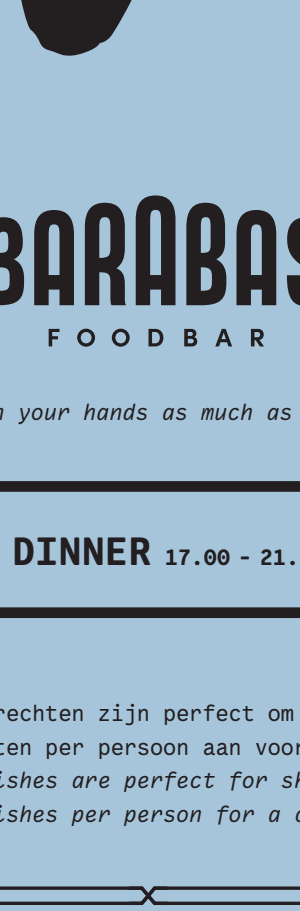 BARABAS
FOODBAR
your hands as much as
DINNER 17.00 - 21.
rechten zijn perfect om
ten per persoon aan voor
ishes are perfect for sh
ishes per person for a